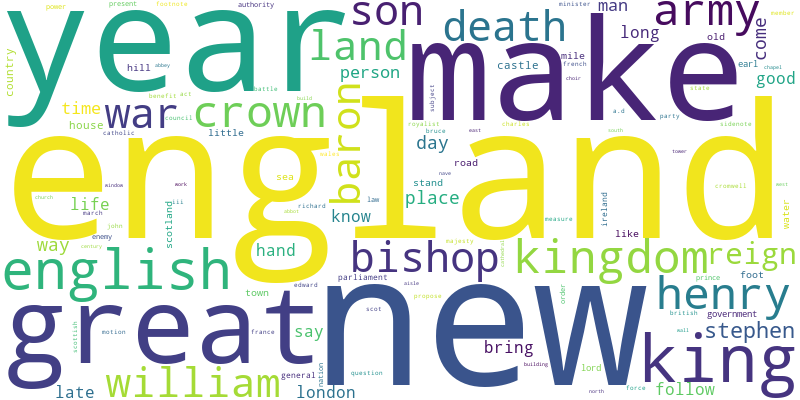 power present footnote authority son man army minister member
year death land long old come
make
country hill abbey person castle mile french earl good
battle choir
time war crown benefit act build subject state chapel
house council royalist charles a.d party sidenote
catholic little bruce east south
england baron day road tower
wales sea stand nave
church window work life iii richard law place cromwell west
march john abbot know measure ireland water
scotland enemy like
way century hand majesty cathedral
english bishop kingdom reign
town edward parliament aisle prince foot
great new propose order henry
scottish motion france say scot british government
bring wall stephen
general nation question building lord king
late william london north force follow